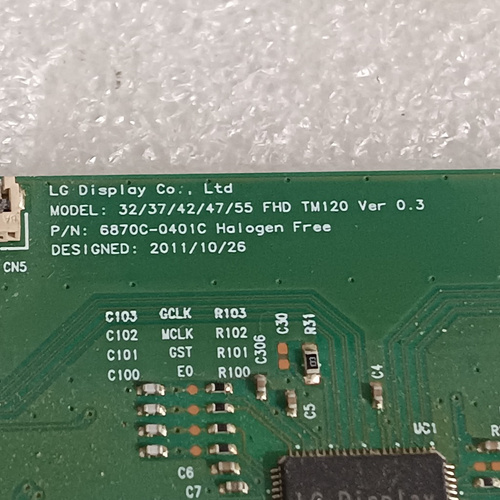 LG Display Co., Ltd
MODEL: 32/37/42/47/55 FHD TM120 Ver 0.3
P/N: 6870C-0401C Halogen Free
DESIGNED: 2011/10/26
CN5
C103 GCLK R103
C102 MCLK R102
C101 GST R101
C100 EO R100
C306
C30
R31
C4
C5
UC1
C6
C7
LG Display